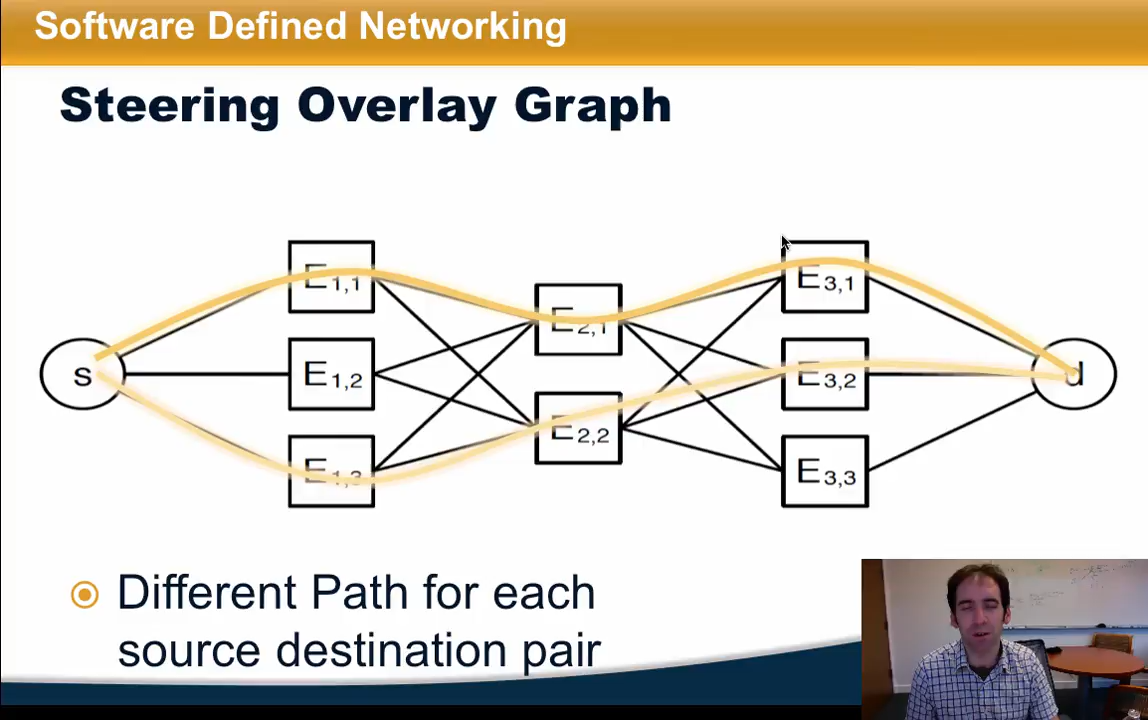 Software Defined Networking
Steering Overlay Graph
E1,1
E3,1
E2,1
s
E1,2
E3,2
d
E2,2
E1,3
E3,3
Different Path for each
source destination pair